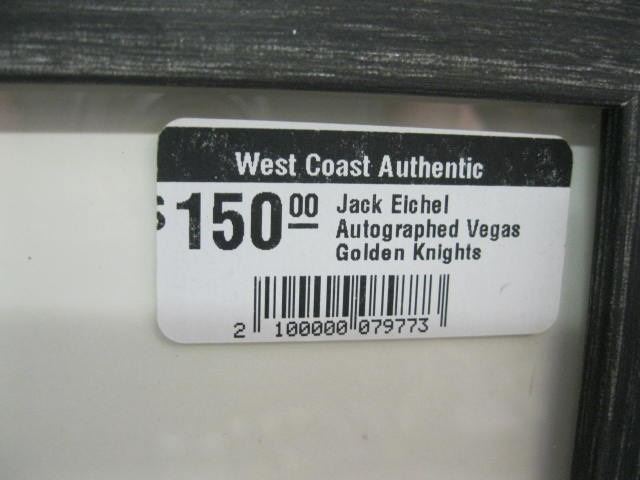 West Coast Authentic
$150 00
Jack Eichel
Autographed Vegas
Golden Knights
2 100000 079773